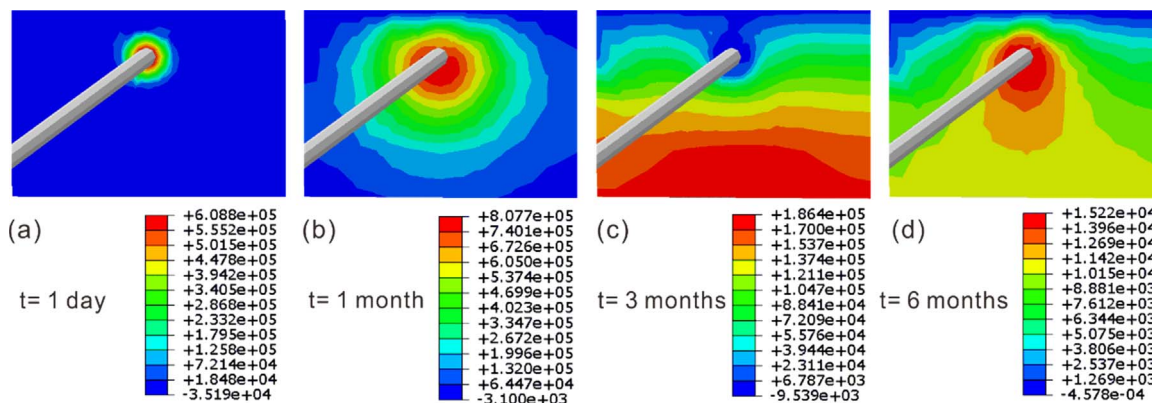 (a)
t= 1 day
+6.088e+05
+5.552e+05
+5.015e+05
+4.478e+05
+3.942e+05
+3.405e+05
+2.868e+05
+2.332e+05
+1.795e+05
+1.258e+05
+7.214e+04
+1.848e+04
-3.519e+04
(b)
t= 1 month
+8.077e+05
+7.401e+05
+6.726e+05
+6.050e+05
+5.374e+05
+4.699e+05
+4.023e+05
+3.347e+05
+2.672e+05
+1.996e+05
+1.320e+05
+6.447e+04
-3.100e+03
(c)
t= 3 months
+1.864e+05
+1.700e+05
+1.537e+05
+1.374e+05
+1.211e+05
+1.047e+05
+8.841e+04
+7.209e+04
+5.576e+04
+3.944e+04
+2.311e+04
+6.787e+03
-9.539e+03
(d)
t= 6 months
+1.522e+04
+1.396e+04
+1.269e+04
+1.142e+04
+1.015e+04
+8.881e+03
+7.612e+03
+6.344e+03
+5.075e+03
+3.806e+03
+2.537e+03
+1.269e+03
-4.578e-04